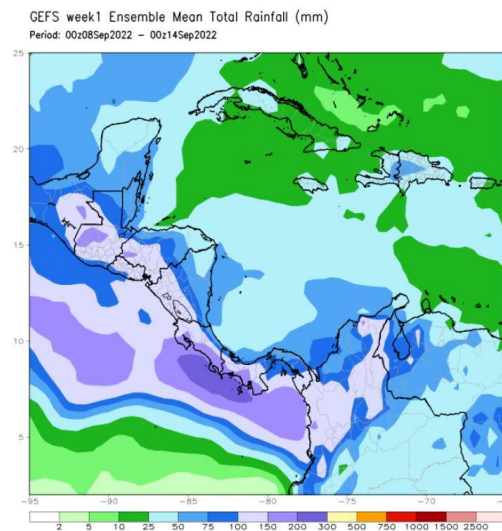 GEFS week1 Ensemble Mean Total Rainfall (mm)
Period: 00z08Sep2022 – 00z14Sep2022
25
20
15
10
5
−95 −90 −85 −80 −75 −70
2 5 10 25 50 75 100 150 200 300 500 750 1000 1500 2500